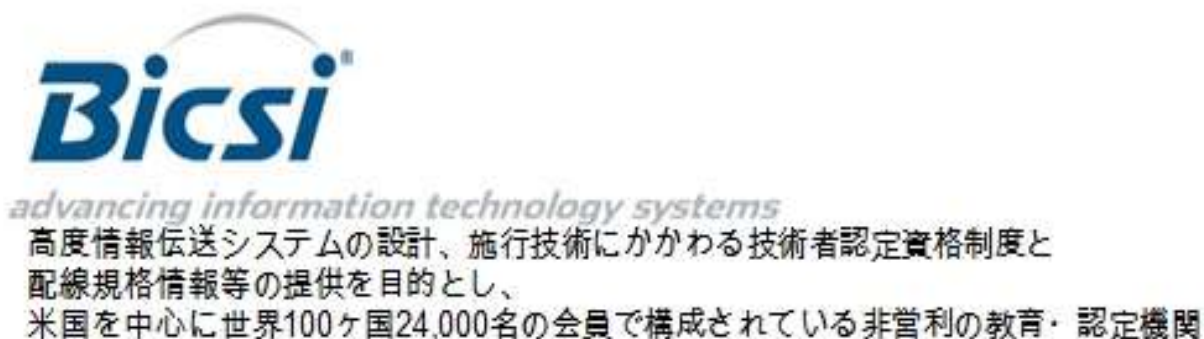 Bicsi®
advancing information technology systems
高度情報伝送システムの設計、施行技術にかかわる技術者認定資格制度と
配線規格情報等の提供を目的とし、
米国を中心に世界100ヶ国24,000名の会員で構成されている非営利の教育・認定機関